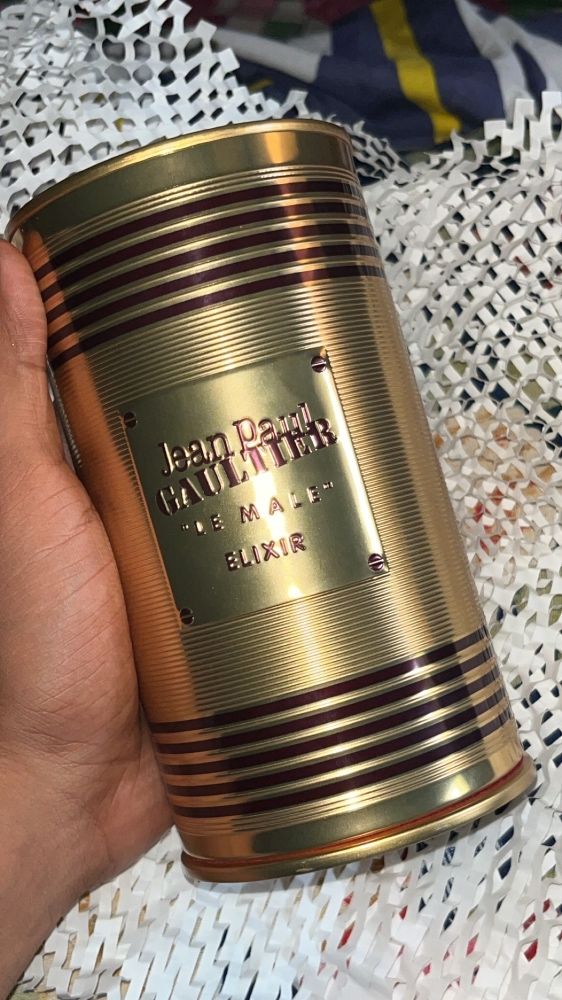 Jean Paul
GAULTIER
"LE MALE"
ELIXIR